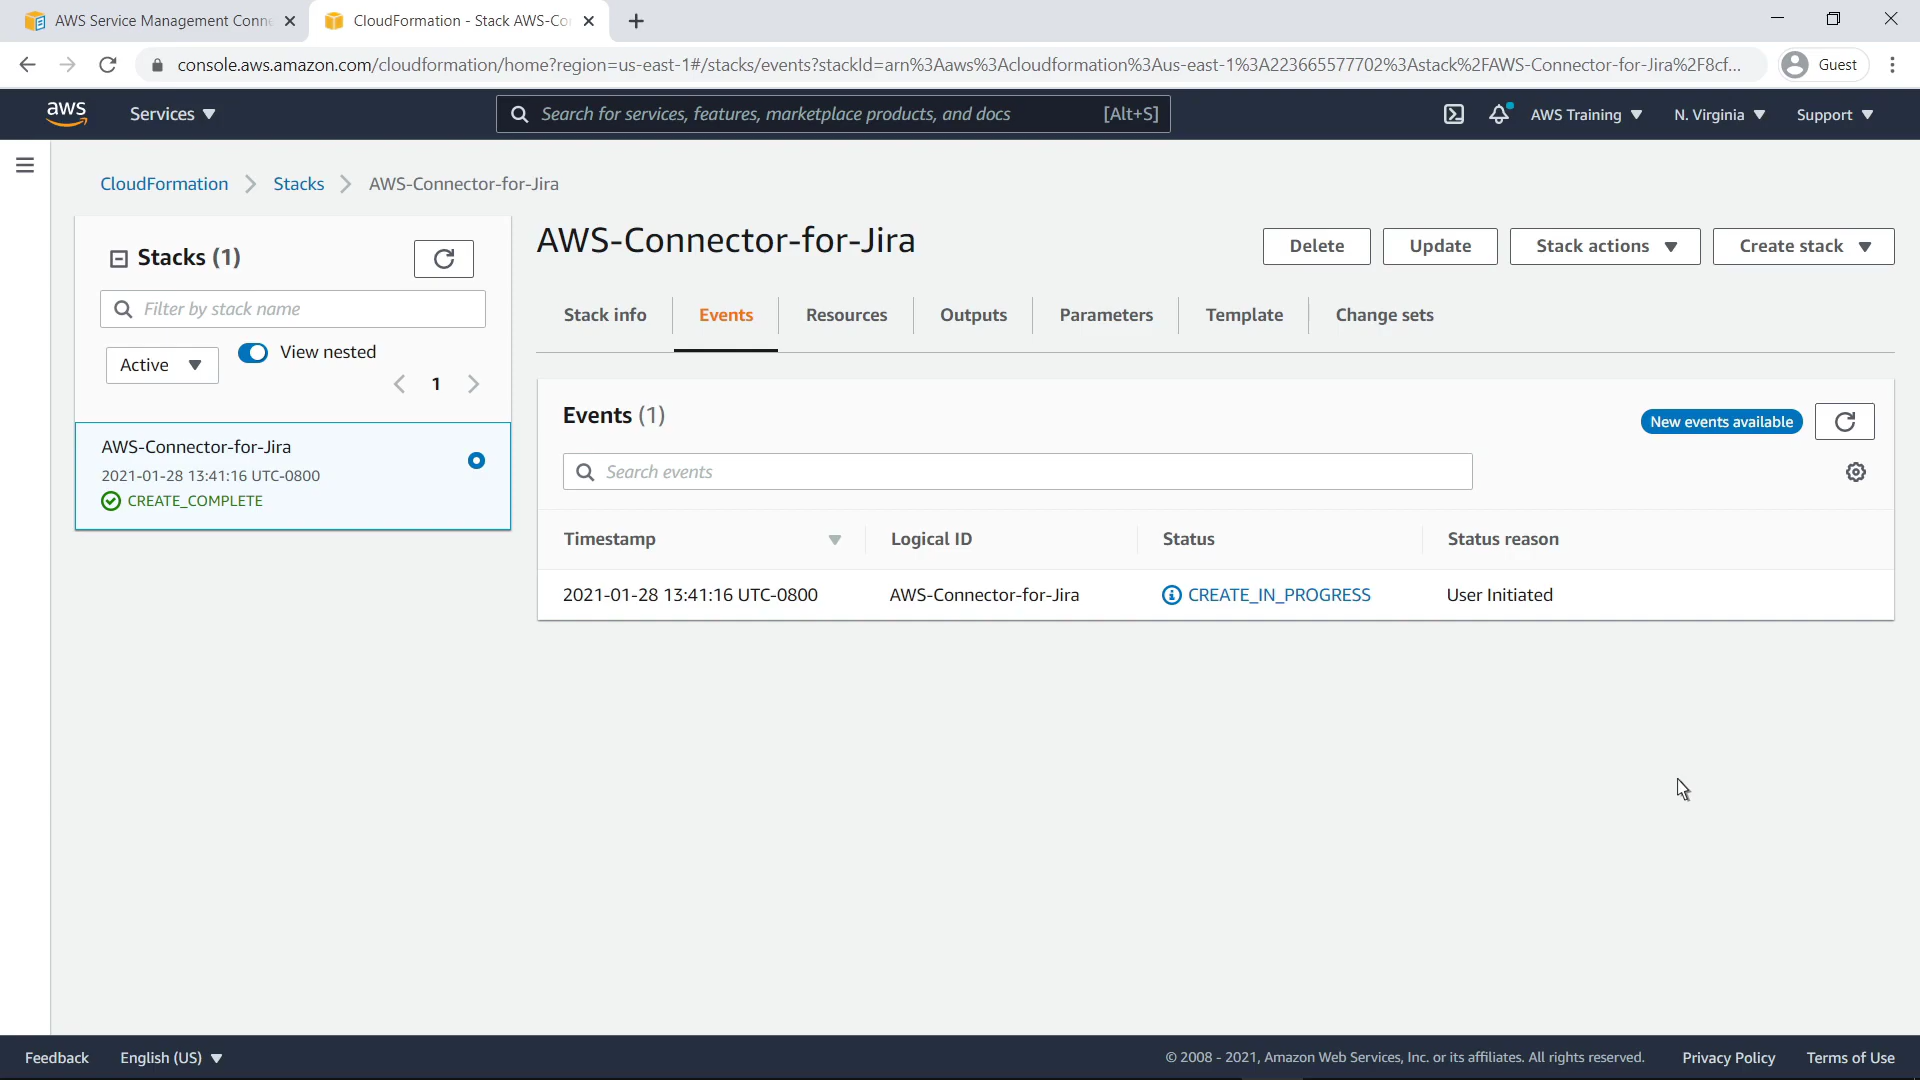 AWS Service Management Conne
CloudFormation - Stack AWS-Co
console.aws.amazon.com/cloudformation/home?region=us-east-1#/stacks/events?stackId=arn%3Aaws%3Acloudformation%3Aus-east-1%3A223665577702%3Astack%2FAWS-Connector-for-Jira%2F8cf...
Guest
aws
Services
Search for services, features, marketplace products, and docs
[Alt+S]
AWS Training
N. Virginia
Support
CloudFormation
Stacks
AWS-Connector-for-Jira
Stacks (1)
Filter by stack name
Active
View nested
1
AWS-Connector-for-Jira
2021-01-28 13:41:16 UTC-0800
CREATE_COMPLETE
AWS-Connector-for-Jira
Delete
Update
Stack actions
Create stack
Stack info
Events
Resources
Outputs
Parameters
Template
Change sets
Events (1)
New events available
Search events
Timestamp
Logical ID
Status
Status reason
2021-01-28 13:41:16 UTC-0800
AWS-Connector-for-Jira
CREATE_IN_PROGRESS
User Initiated
Feedback
English (US)
© 2008 - 2021, Amazon Web Services, Inc. or its affiliates. All rights reserved.
Privacy Policy
Terms of Use